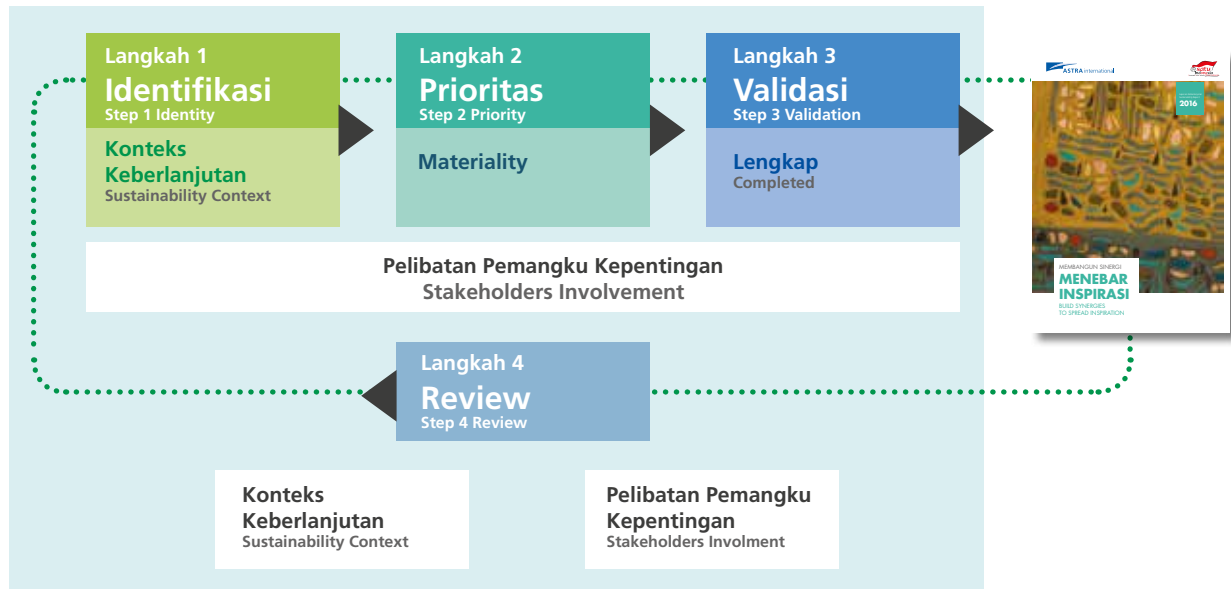 Langkah 1
Identifikasi
Step 1 Identity
Konteks
Keberlanjutan
Sustainability Context
Langkah 2
Prioritas
Step 2 Priority
Materiality
Langkah 3
Validasi
Step 3 Validation
Lengkap
Completed
ASTRA international
2016
MEMBANGUN SINERGI
MENEBAR
INSPIRASI
BUILD SYNERGIES
TO SPREAD INSPIRATION
Pelibatan Pemangku Kepentingan
Stakeholders Involvement
Langkah 4
Review
Step 4 Review
Konteks
Keberlanjutan
Sustainability Context
Pelibatan Pemangku
Kepentingan
Stakeholders Involment